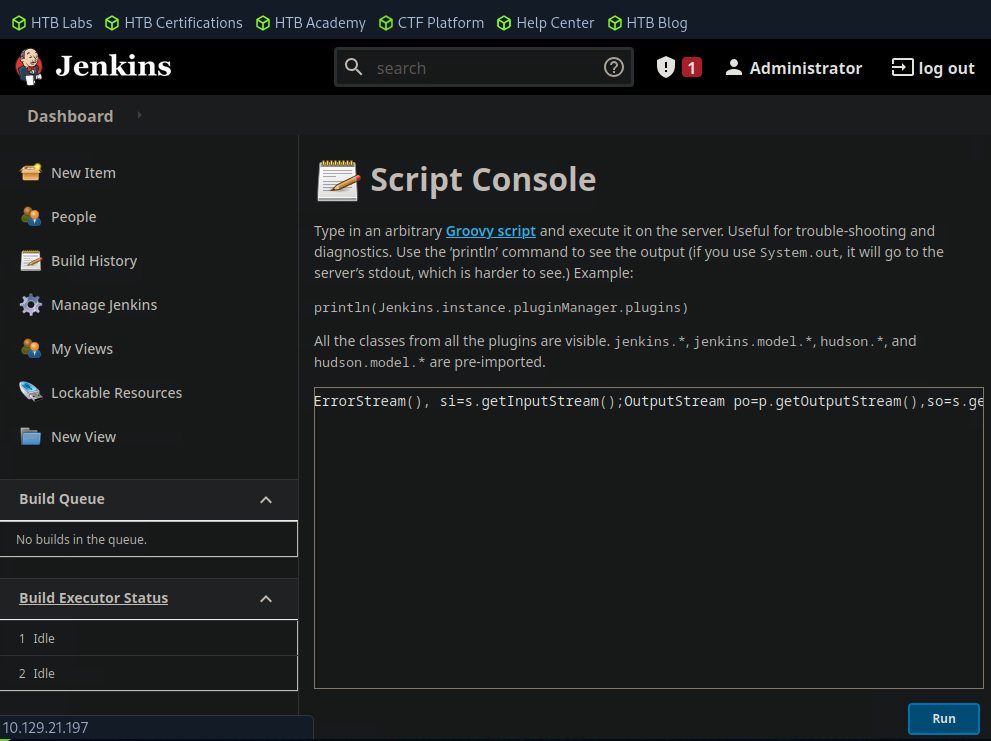 HTB Labs HTB Certifications HTB Academy CTF Platform Help Center HTB Blog
Jenkins search 1 Administrator log out
Dashboard
New Item
People
Build History
Manage Jenkins
My Views
Lockable Resources
New View
Build Queue
No builds in the queue.
Build Executor Status
1 Idle
2 Idle
10.129.21.197
Script Console
Type in an arbitrary Groovy script and execute it on the server. Useful for trouble-shooting and
diagnostics. Use the ‘println’ command to see the output (if you use System.out, it will go to the
server’s stdout, which is harder to see.) Example:
println(Jenkins.instance.pluginManager.plugins)
All the classes from all the plugins are visible. jenkins.*, jenkins.model.*, hudson.*, and
hudson.model.* are pre-imported.
ErrorStream(), si=s.getInputStream();OutputStream po=p.getOutputStream(),so=s.ge
Run